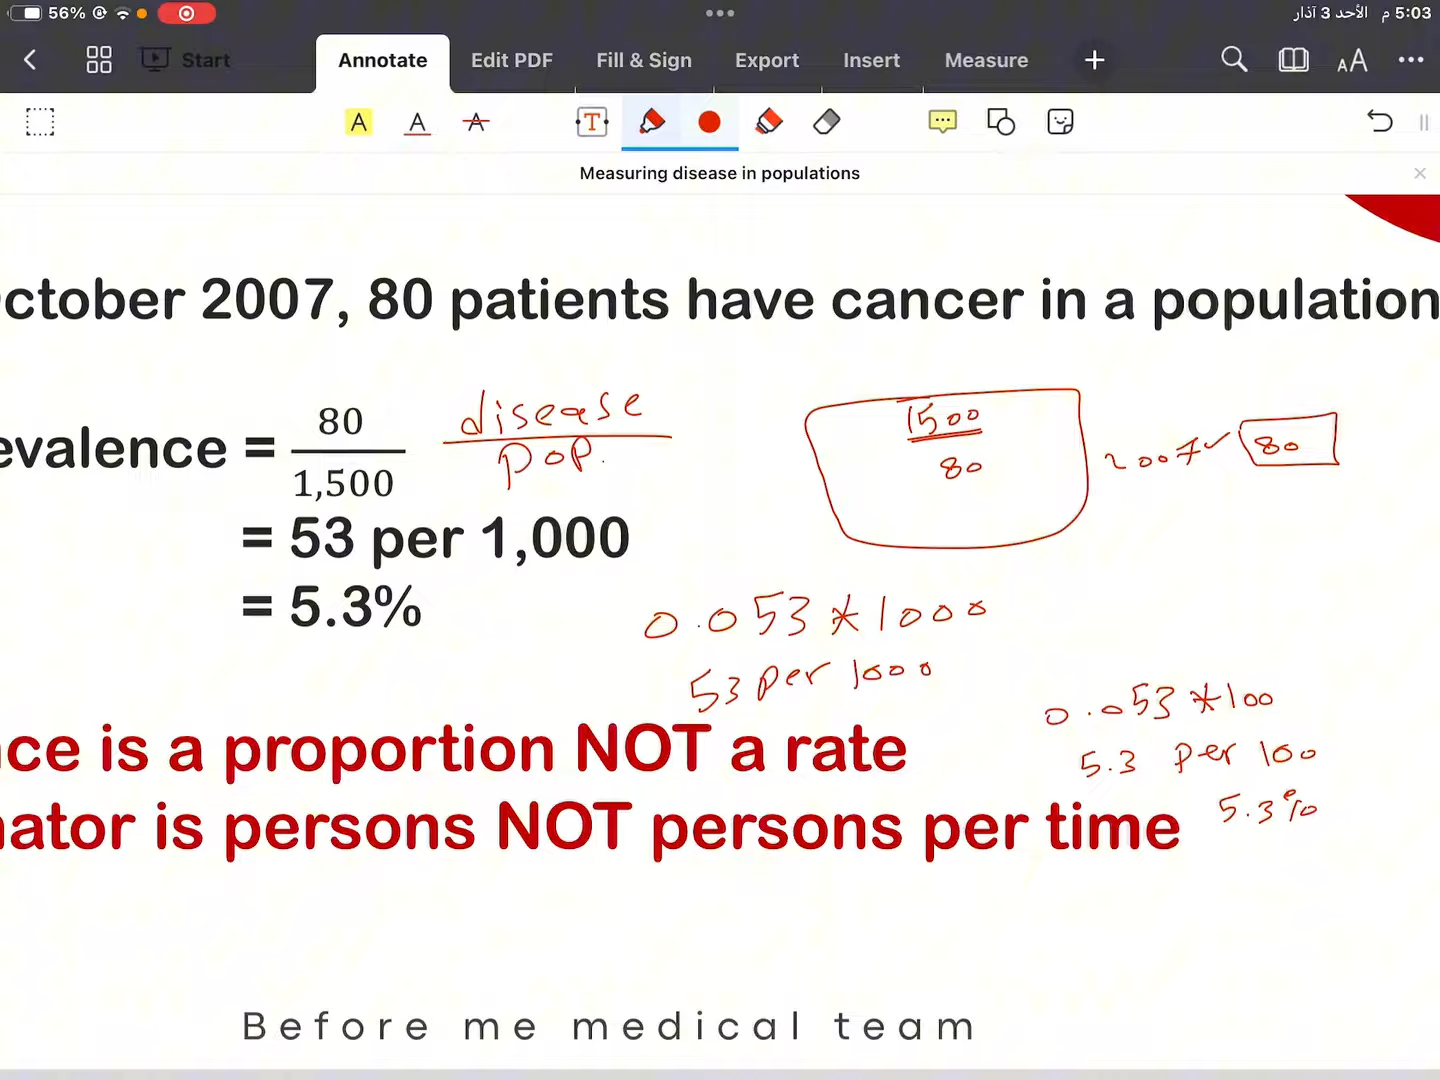 56% 5:03 م الأحد 3 آذار
Start Annotate Edit PDF Fill & Sign Export Insert Measure
A A A T
Measuring disease in populations
ctober 2007, 80 patients have cancer in a population
evalence = 80/1,500
disease
pop.
1500
80
2007 80
= 53 per 1,000
= 5.3%
0.053*1000
53 per 1000
0.053*100
5.3 per 100
5.3%
ce is a proportion NOT a rate
nator is persons NOT persons per time
Before me medical team